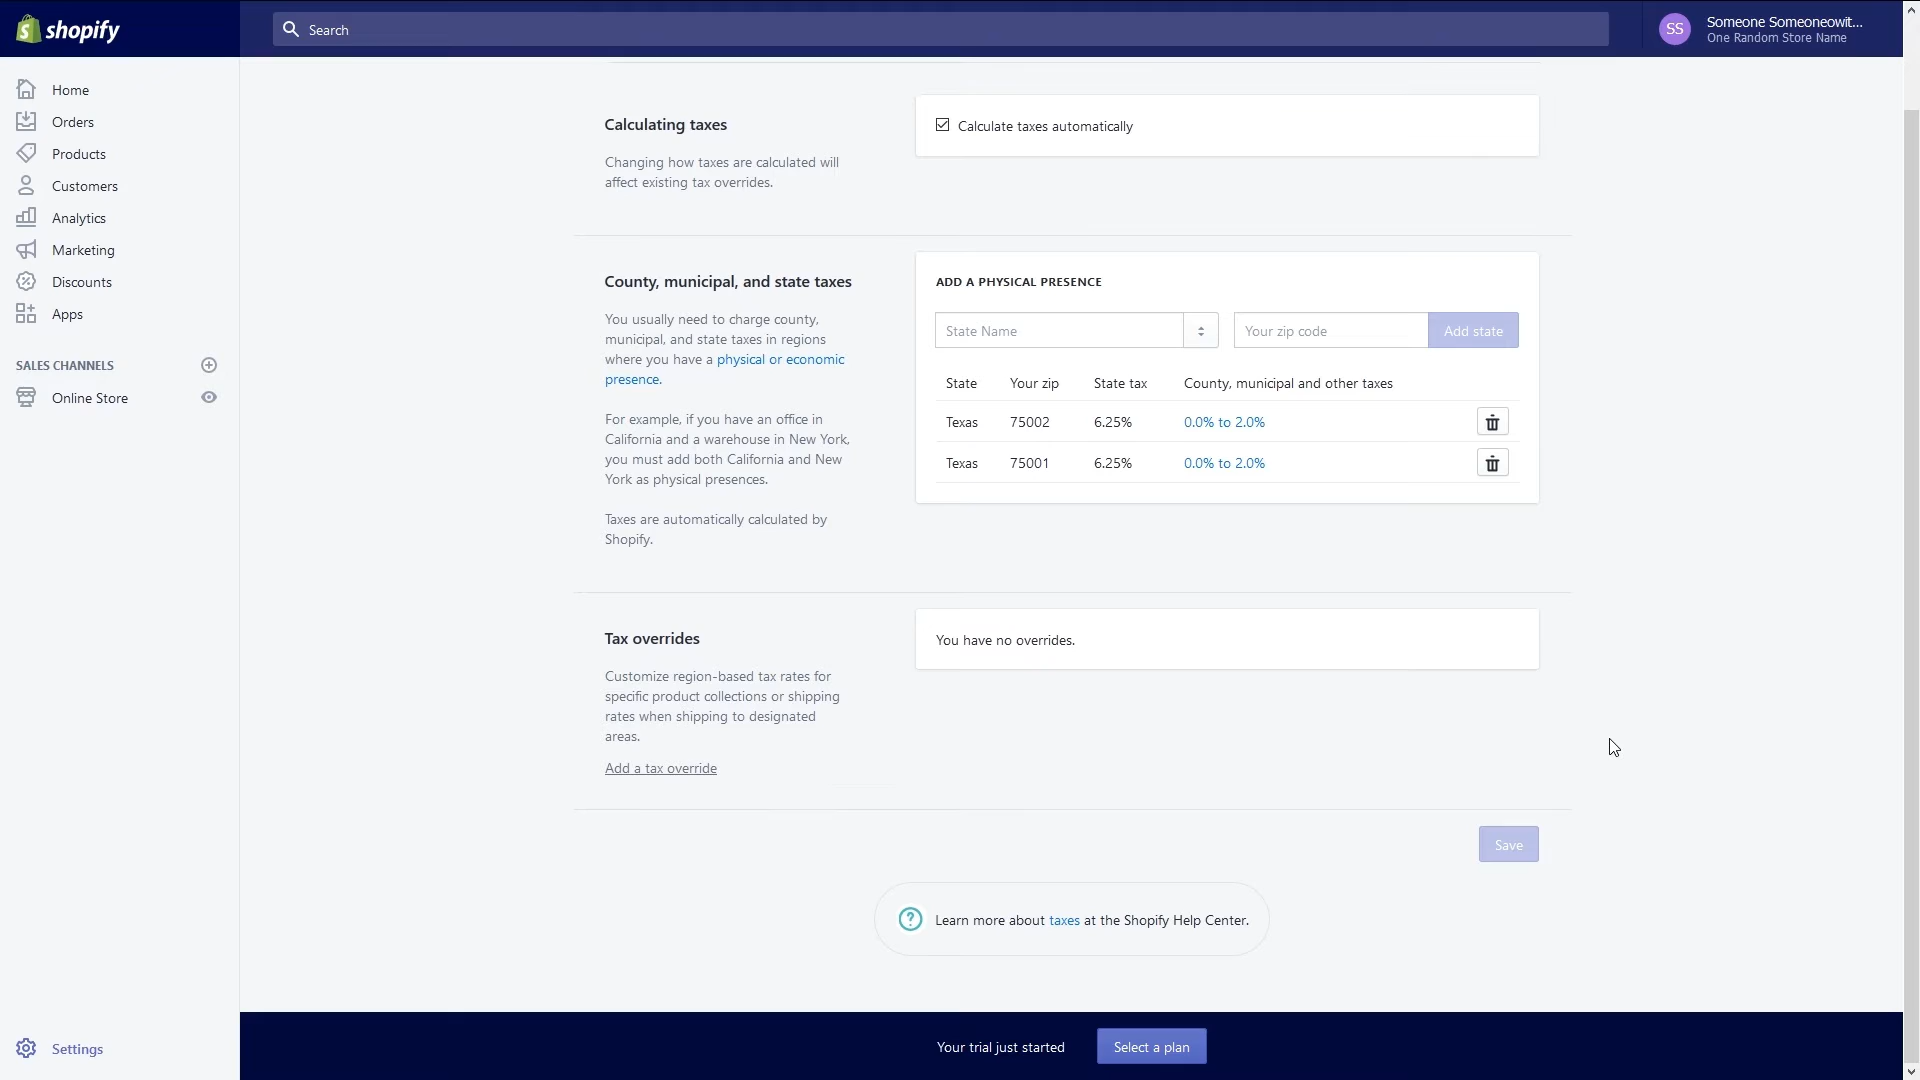 shopify
Search
SS
Someone Someoneowit...
One Random Store Name
Home
Orders
Products
Customers
Analytics
Marketing
Discounts
Apps
SALES CHANNELS
Online Store
Settings
Calculating taxes
Changing how taxes are calculated will
affect existing tax overrides.
Calculate taxes automatically
County, municipal, and state taxes
You usually need to charge county,
municipal, and state taxes in regions
where you have a physical or economic
presence.
For example, if you have an office in
California and a warehouse in New York,
you must add both California and New
York as physical presences.
Taxes are automatically calculated by
Shopify.
ADD A PHYSICAL PRESENCE
State Name Your zip code Add state
State Your zip State tax County, municipal and other taxes
Texas 75002 6.25% 0.0% to 2.0%
Texas 75001 6.25% 0.0% to 2.0%
Tax overrides
Customize region-based tax rates for
specific product collections or shipping
rates when shipping to designated
areas.
Add a tax override
You have no overrides.
Save
Learn more about taxes at the Shopify Help Center.
Your trial just started Select a plan